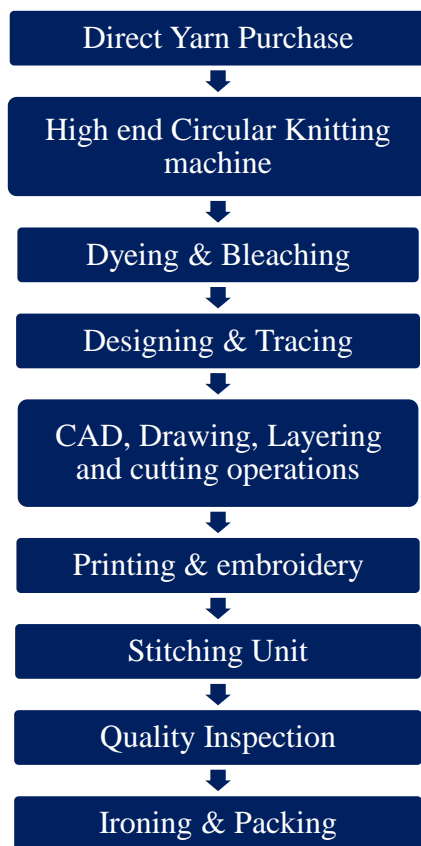 Direct Yarn Purchase
High end Circular Knitting
machine
Dyeing & Bleaching
Designing & Tracing
CAD, Drawing, Layering
and cutting operations
Printing & embroidery
Stitching Unit
Quality Inspection
Ironing & Packing